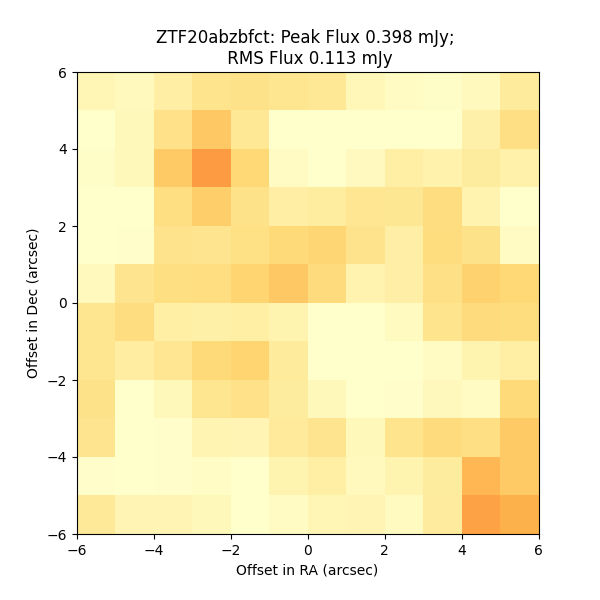 ZTF20abzbfct: Peak Flux 0.398 mJy;
RMS Flux 0.113 mJy
6
4
2
0
−2
−4
−6
Offset in Dec (arcsec)
−6 −4 −2 0 2 4 6
Offset in RA (arcsec)